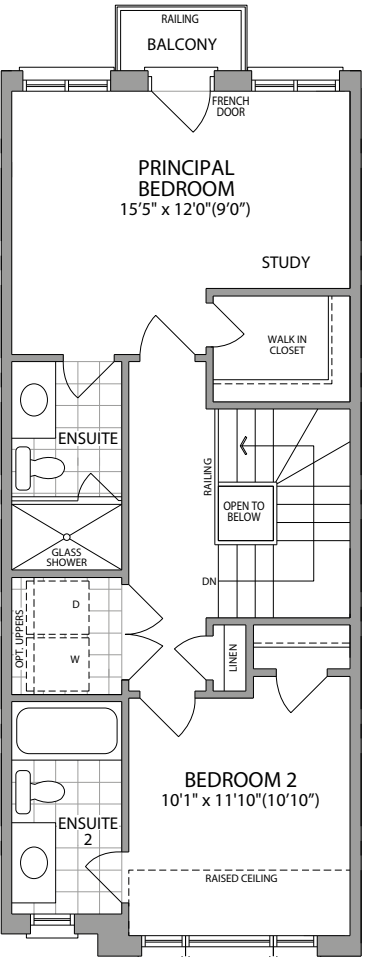 RAILING
BALCONY
FRENCH
DOOR
PRINCIPAL
BEDROOM
15'5" x 12'0"(9'0")
STUDY
WALK IN
CLOSET
ENSUITE
RAILING
OPEN TO
BELOW
GLASS
SHOWER
DN
OPT. UPPERS
D
W
LINEN
BEDROOM 2
10'1" x 11'10"(10'10")
ENSUITE
2
RAISED CEILING